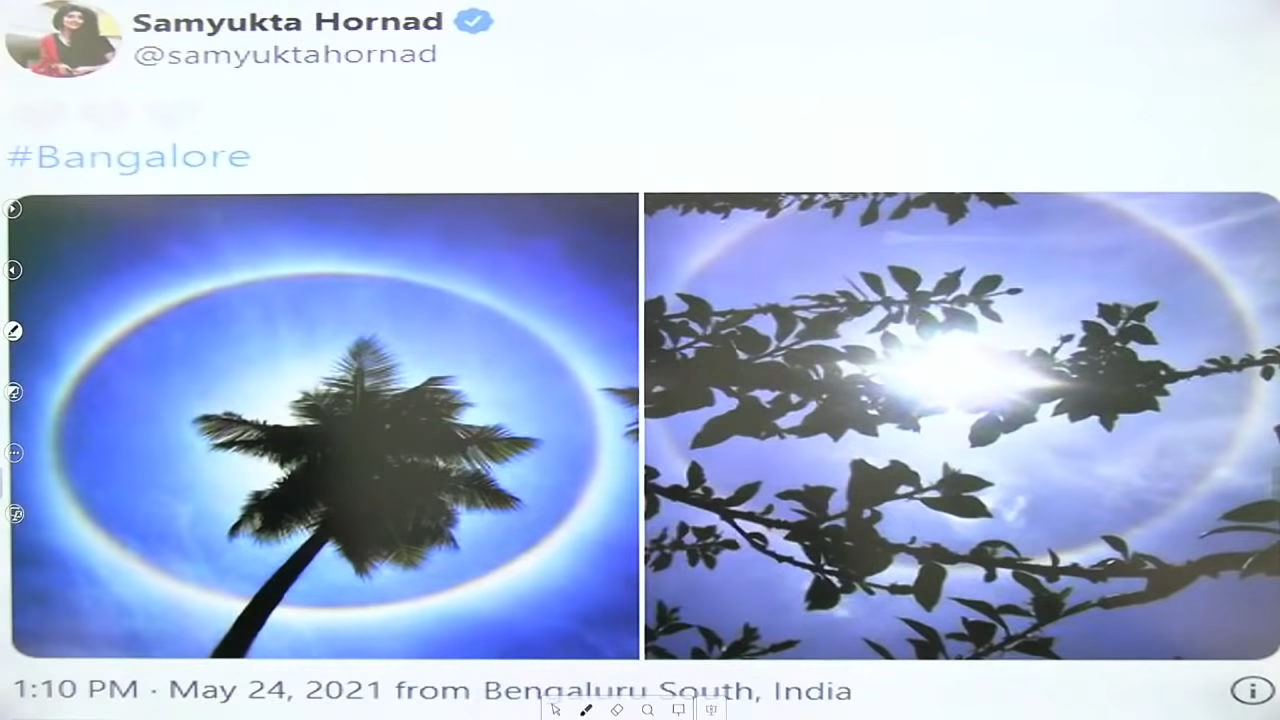 Samyukta Hornad
@samyuktahornad
#Bangalore
1:10 PM · May 24, 2021 from Bengaluru South, India